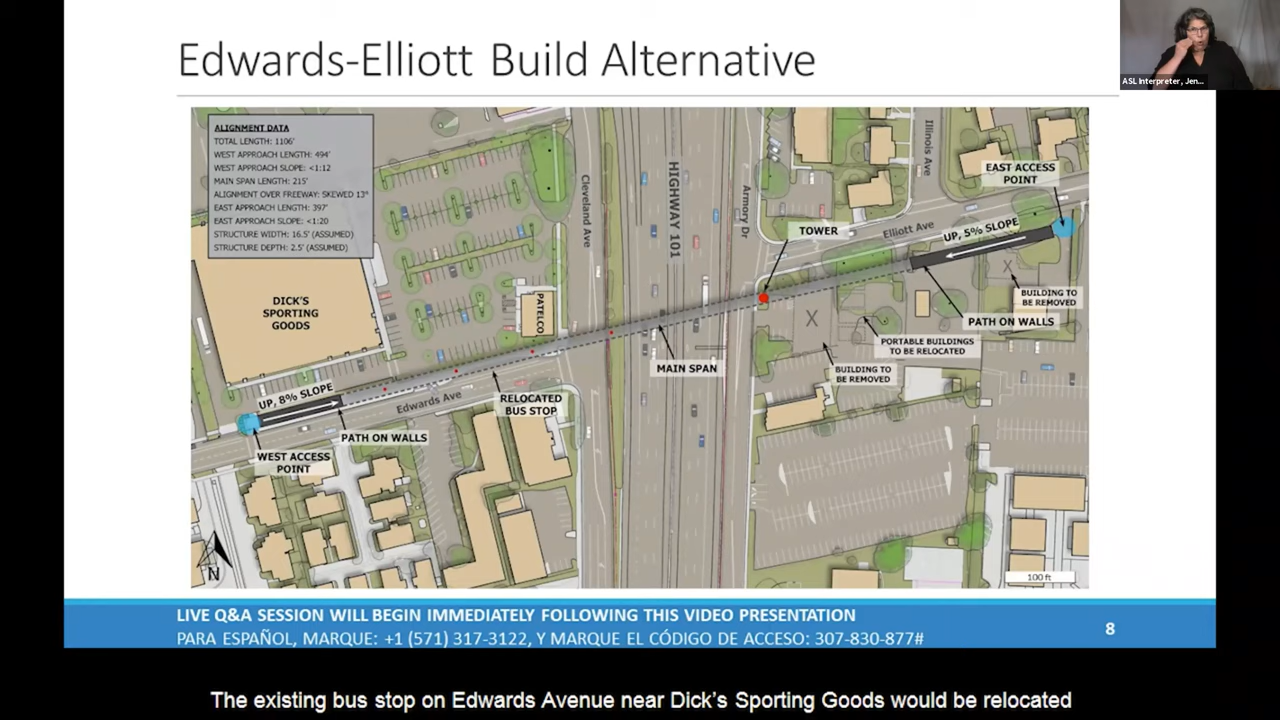 Edwards-Elliott Build Alternative
ASL Interpreter, Jen...
ALIGNMENT DATA
TOTAL LENGTH: 1106'
WEST APPROACH LENGTH: 494'
WEST APPROACH SLOPE: <1:12
MAIN SPAN LENGTH: 215'
ALIGNMENT OVER FREEWAY: SKEWED 13°
EAST APPROACH LENGTH: 397'
EAST APPROACH SLOPE: <1:20
STRUCTURE WIDTH: 16.5' (ASSUMED)
STRUCTURE DEPTH: 2.5' (ASSUMED)
Cleveland Ave
HIGHWAY 101
Armory Dr
Illinois Ave
EAST ACCESS
POINT
TOWER
Elliott Ave
UP, 5% SLOPE
DICK'S
SPORTING
GOODS
PATELCO
X
X
BUILDING TO
BE REMOVED
PATH ON WALLS
PORTABLE BUILDINGS
TO BE RELOCATED
MAIN SPAN
BUILDING TO
BE REMOVED
UP, 8% SLOPE
Edwards Ave
RELOCATED
BUS STOP
PATH ON WALLS
WEST ACCESS
POINT
N
100 ft
LIVE Q&A SESSION WILL BEGIN IMMEDIATELY FOLLOWING THIS VIDEO PRESENTATION
PARA ESPAÑOL, MARQUE: +1 (571) 317-3122, Y MARQUE EL CÓDIGO DE ACCESO: 307-830-877#
8
The existing bus stop on Edwards Avenue near Dick's Sporting Goods would be relocated